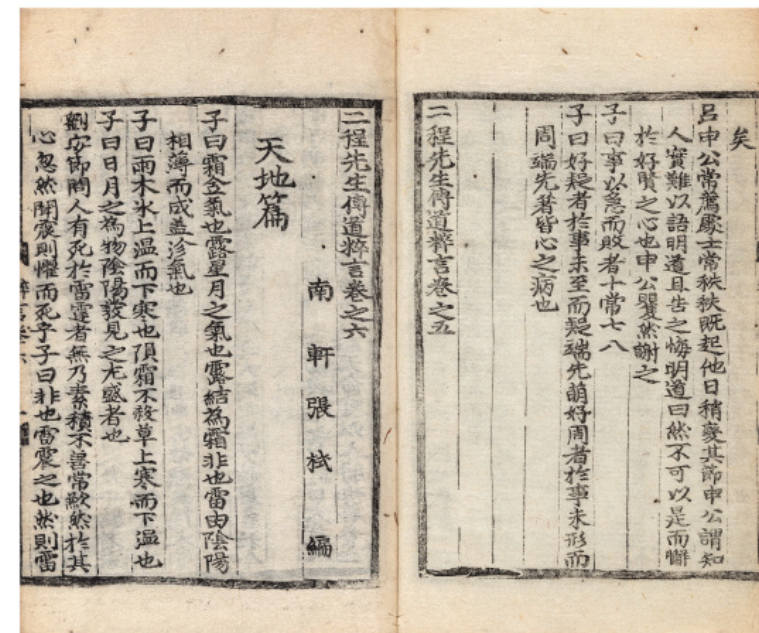 矣
呂申公常薦處士常秩秩既起他日稍變其節申公謂知
人實難以語明道且告之悔明道曰然不可以是而懈
於好賢之心也申公矍然謝之
子曰事以急而敗者十常七八
子曰好疑者於事未至而疑端先萌好周者於事未形而
周端先著皆心之病也
二程先生傳道粹言卷之五
二程先生傳道粹言卷之六
南軒張栻編
天地篇
子曰霜金氣也露星月之氣也露結為霜非也雷由陰陽
相薄而成盖沴氣也
子曰雨木氷上温而下寒也隕霜不殺草上寒而下温也
子曰日月之為物陰陽發見之尤盛者也
劉安節問人有死於雷霆者無乃素積不善常歉然於其
心忽然聞震則懼而死乎子曰非也雷震之也然則雷